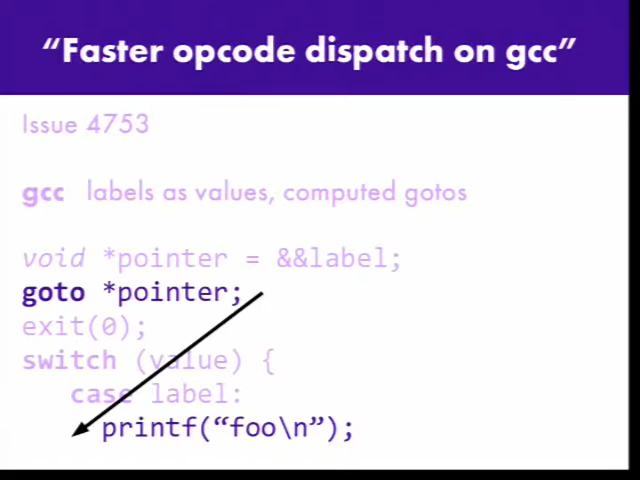 “Faster opcode dispatch on gcc”
Issue 4753
gcc labels as values, computed gotos
void *pointer = &&label;
goto *pointer;
exit(0);
switch (value) {
case label:
printf(“foo\n”);